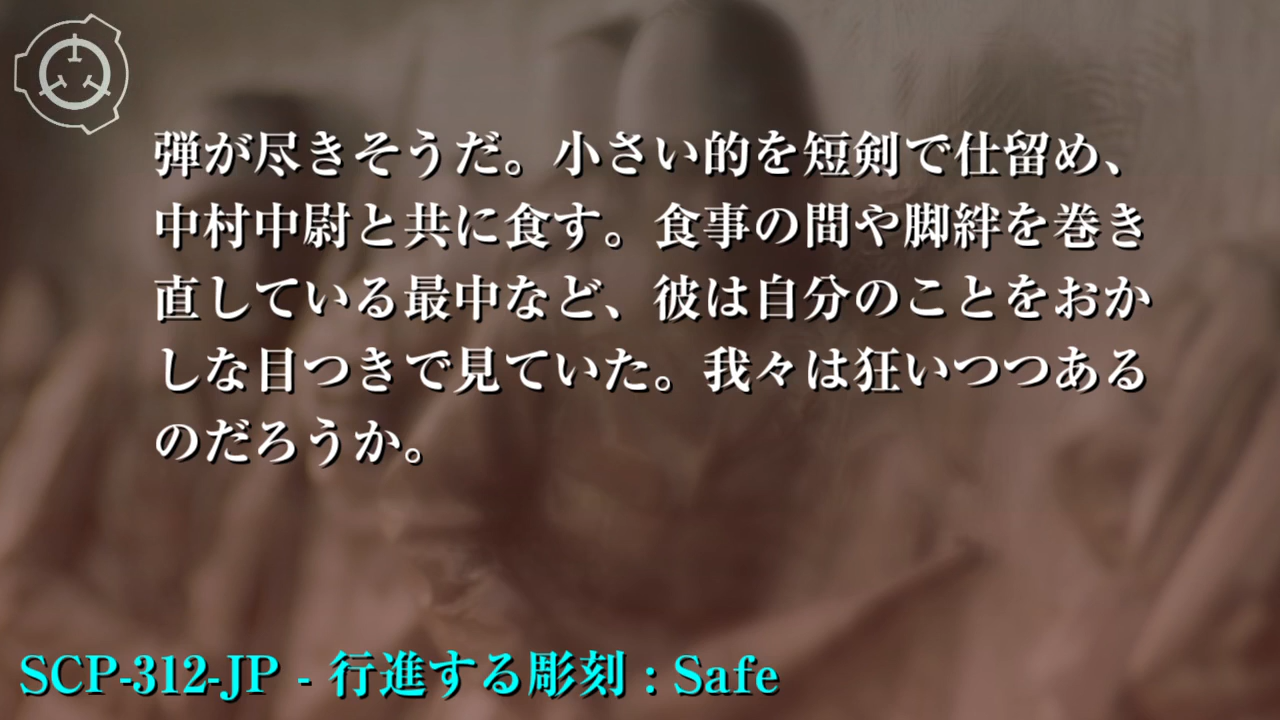 弾が尽きそうだ。小さい的を短剣で仕留め、
中村中尉と共に食す。食事の間や脚絆を巻き
直している最中など、彼は自分のことをおか
しな目つきで見ていた。我々は狂いつつある
のだろうか。
SCP-312-JP - 行進する彫刻 : Safe